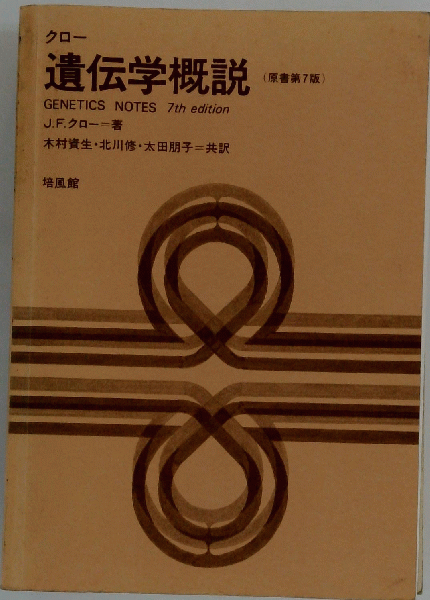 クロー
遺伝学概説 (原書第7版)
GENETICS NOTES 7th edition
J.F.クロー=著
木村資生・北川修・太田朋子=共訳
培風館